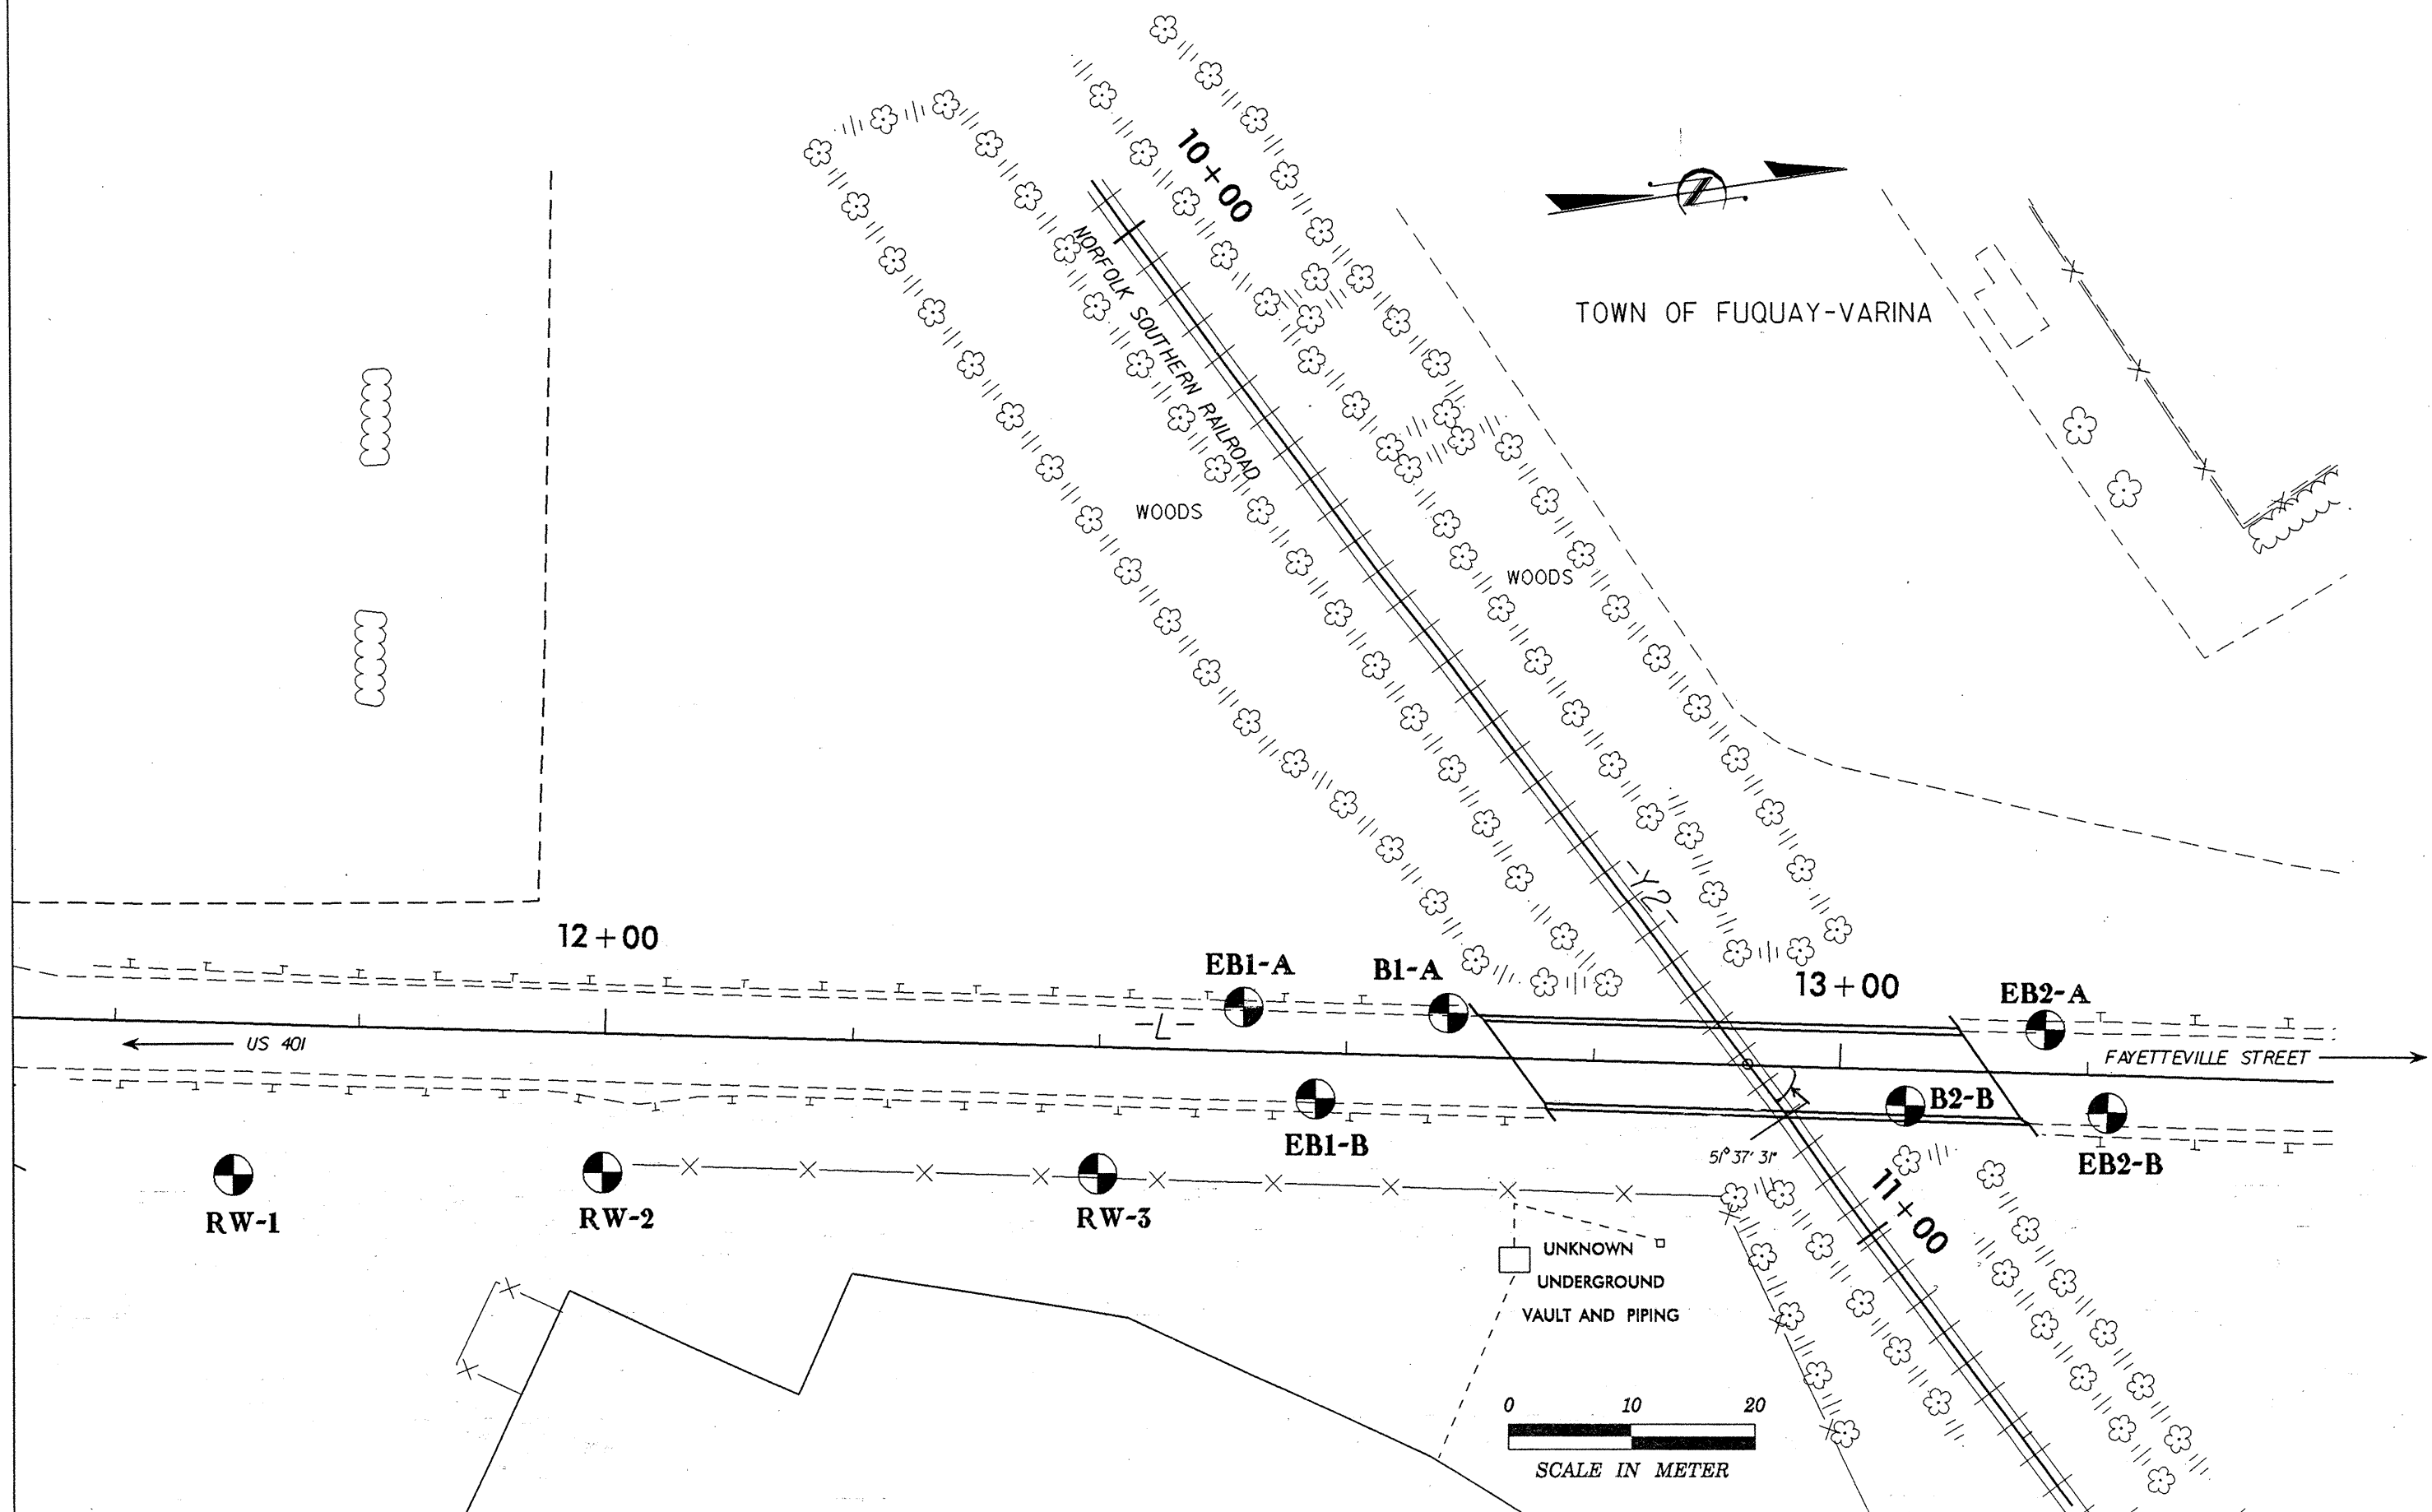 10+00
NORFOLK SOUTHERN RAILROAD
TOWN OF FUQUAY-VARINA
WOODS
WOODS
-Y2-
12+00
EB1-A
B1-A
13+00
EB2-A
-L-
US 401
FAYETTEVILLE STREET
B2-B
EB1-B
51° 37' 31"
EB2-B
11+00
RW-1
RW-2
RW-3
UNKNOWN
UNDERGROUND
VAULT AND PIPING
0 10 20
SCALE IN METER